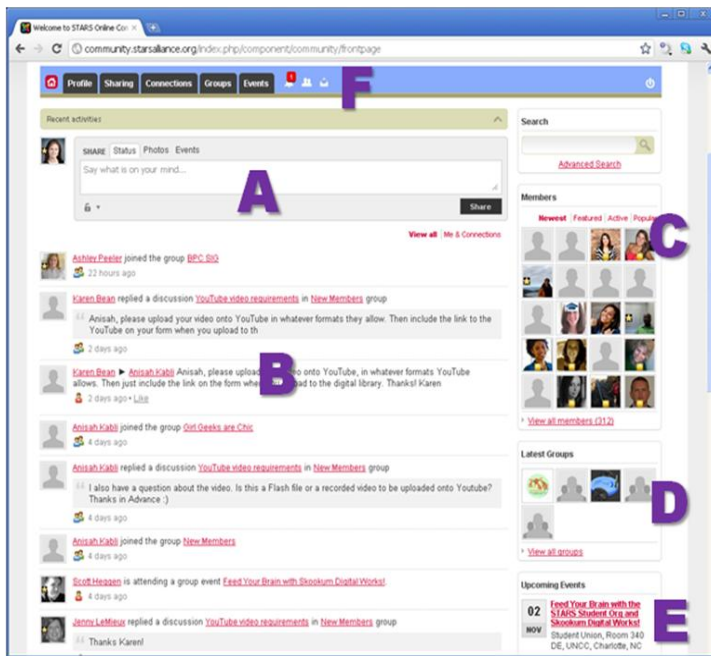 Welcome to STARS Online Con
community.starsalliance.org/index.php/component/community/frontpage
Profile Sharing Connections Groups Events F
Recent activities
SHARE Status Photos Events
Say what is on your mind...
A
Share
View all Me & Connections
Ashley Peeler joined the group BPC SIG
22 hours ago
Karen Bean replied a discussion YouTube video requirements in New Members group
Anisah, please upload your video onto YouTube in whatever formats they allow. Then include the link to the
YouTube on your form when you upload to th
2 days ago
Karen Bean ► Anisah Kabli Anisah, please upload onto YouTube, in whatever formats YouTube
allows. Then just include the link on the form to the digital library. Thanks! Karen
B
2 days ago • Like
Anisah Kabli joined the group Girl Geeks are Chic
4 days ago
Anisah Kabli replied a discussion YouTube video requirements in New Members group
I also have a question about the video. Is this a Flash file or a recorded video to be uploaded onto Youtube?
Thanks in Advance :)
4 days ago
Anisah Kabli joined the group New Members
4 days ago
Scott Heggen is attending a group event Feed Your Brain with Skookum Digital Works!.
4 days ago
Jenny LeMieux replied a discussion YouTube video requirements in New Members group
Thanks Karen!
Search
Advanced Search
Members
Newest Featured Active Popular
C
View all members (312)
Latest Groups
D
View all groups
Upcoming Events
02
NOV
Feed Your Brain with the
STARS Student Org and
Skookum Digital Works!
Student Union, Room 340
DE, UNCC, Charlotte, NC
E